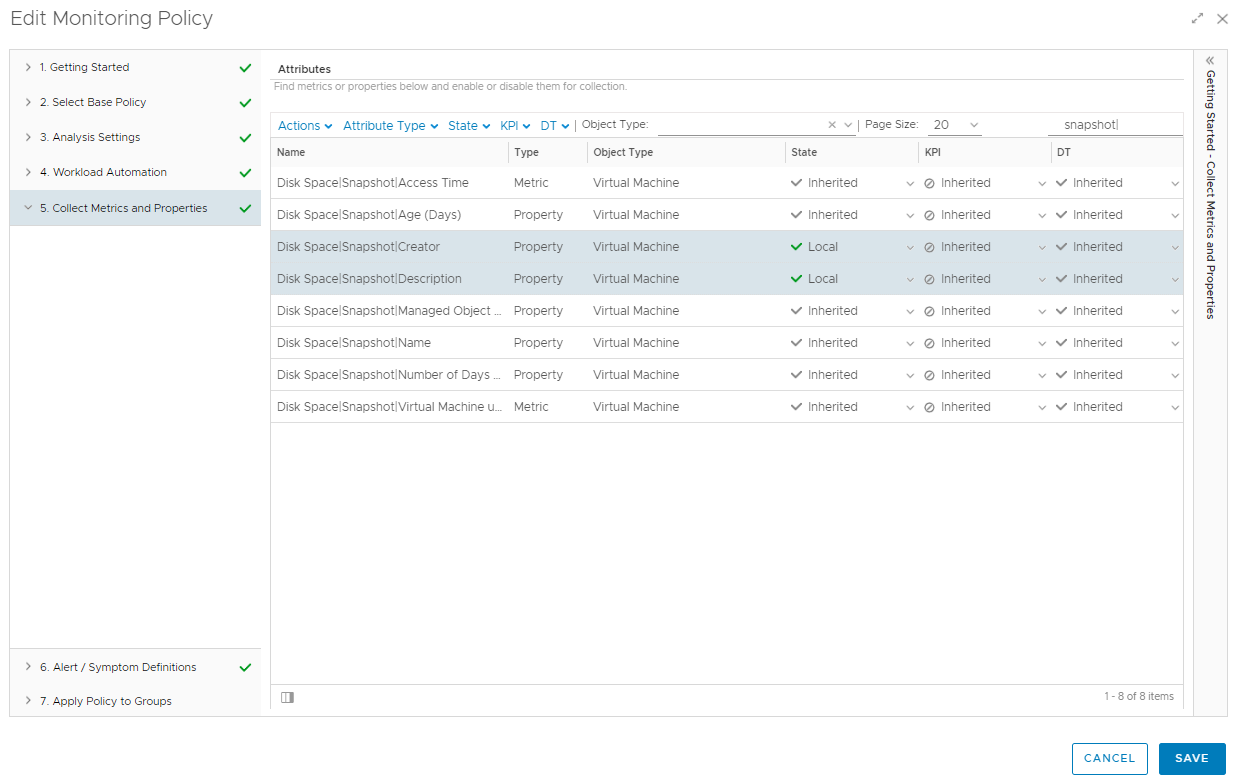 Edit Monitoring Policy
1. Getting Started
2. Select Base Policy
3. Analysis Settings
4. Workload Automation
5. Collect Metrics and Properties
6. Alert / Symptom Definitions
7. Apply Policy to Groups
Attributes
Find metrics or properties below and enable or disable them for collection.
Actions Attribute Type State KPI DT | Object Type: | Page Size: 20 snapshot
Name Type Object Type State KPI DT
Disk Space|Snapshot|Access Time Metric Virtual Machine Inherited Inherited Inherited
Disk Space|Snapshot|Age (Days) Property Virtual Machine Inherited Inherited Inherited
Disk Space|Snapshot|Creator Property Virtual Machine Local Inherited Inherited
Disk Space|Snapshot|Description Property Virtual Machine Local Inherited Inherited
Disk Space|Snapshot|Managed Object ... Property Virtual Machine Inherited Inherited Inherited
Disk Space|Snapshot|Name Property Virtual Machine Inherited Inherited Inherited
Disk Space|Snapshot|Number of Days ... Property Virtual Machine Inherited Inherited Inherited
Disk Space|Snapshot|Virtual Machine u... Metric Virtual Machine Inherited Inherited Inherited
1 - 8 of 8 items
Getting Started - Collect Metrics and Properties
CANCEL SAVE